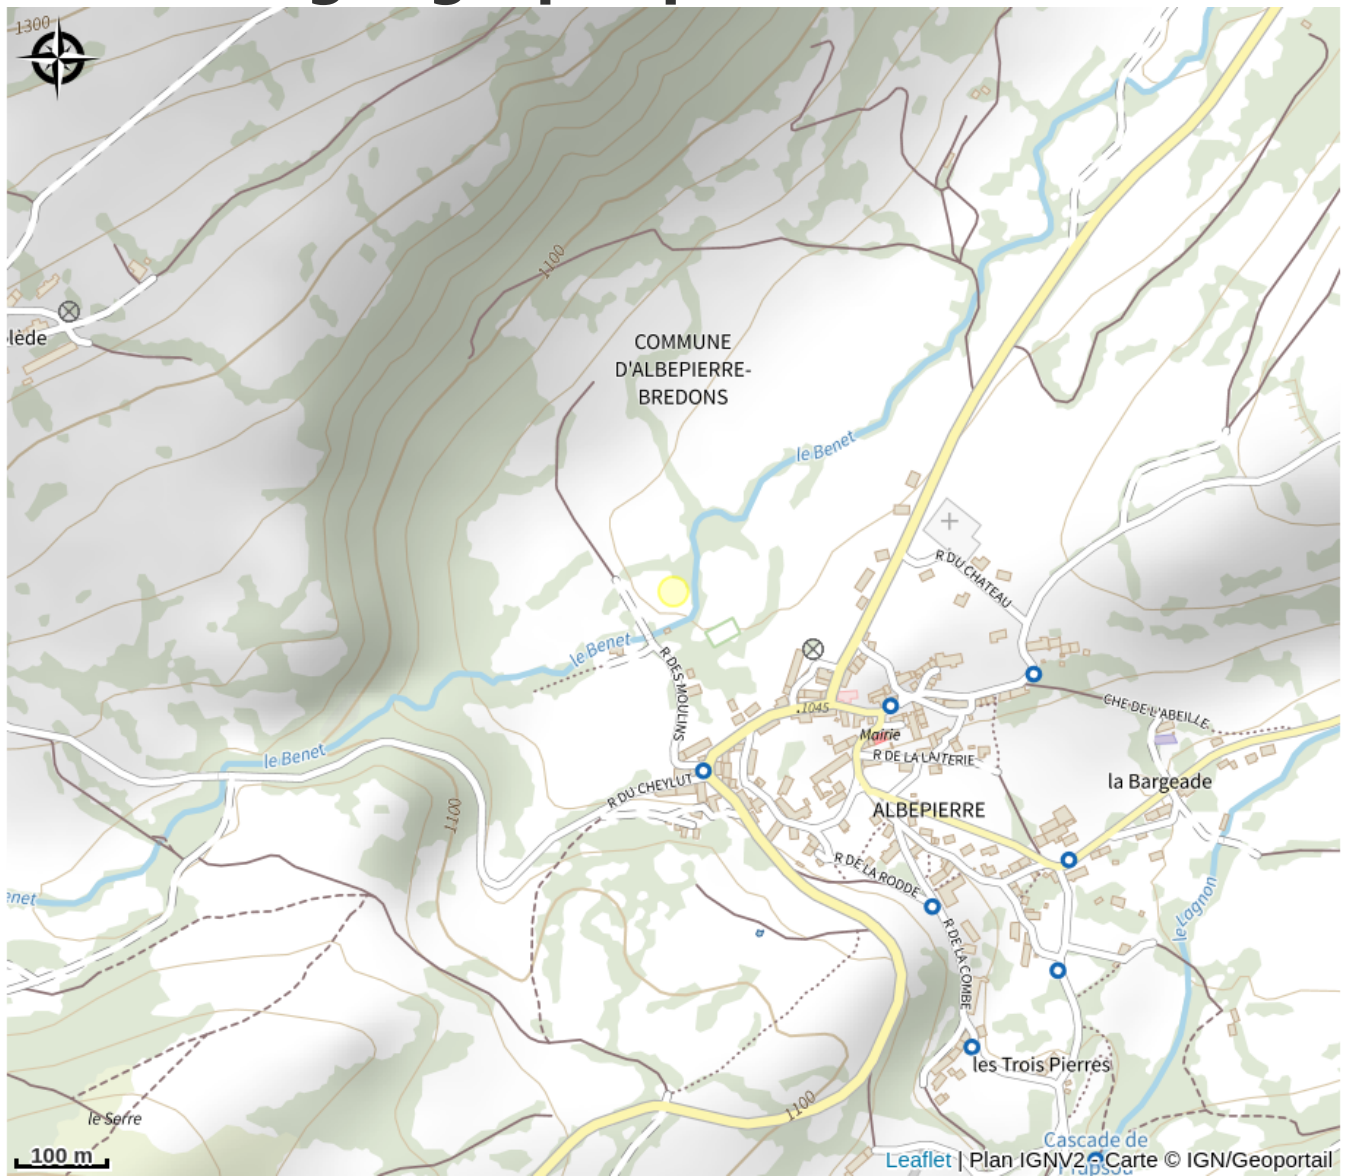 1300
1100
lède
COMMUNE
D'ALBEPIERRE-
BREDONS
le Benet
R DU CHATEAU
le Benet
R DES MOULINS
CHE DE L'ABEILLE
.1045
Mairie
le Benet
R DE LA LAITERIE
la Bargeade
R DU CHEYLUT
1100
ALBEPIERRE
R DE LA RODDE
enet
le Lagnon
R DE LA COMBE
les Trois Pierres
1100
le Serre
Cascade de
100 m
Leaflet | Plan IGNV2 - Carte © IGN/Geoportail